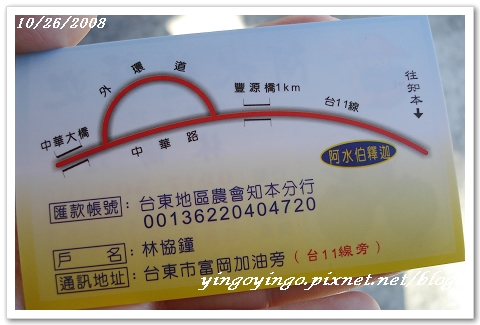 10/26/2008
外環道
豐源橋1km
往知本
台11線
中華大橋
中華路
阿水伯釋迦
匯款帳號：台東地區農會知本分行
00136220404720
戶名：林協鐘
通訊地址：台東市富岡加油旁（台11線旁）
yingoyingo.pixnet.net/blog